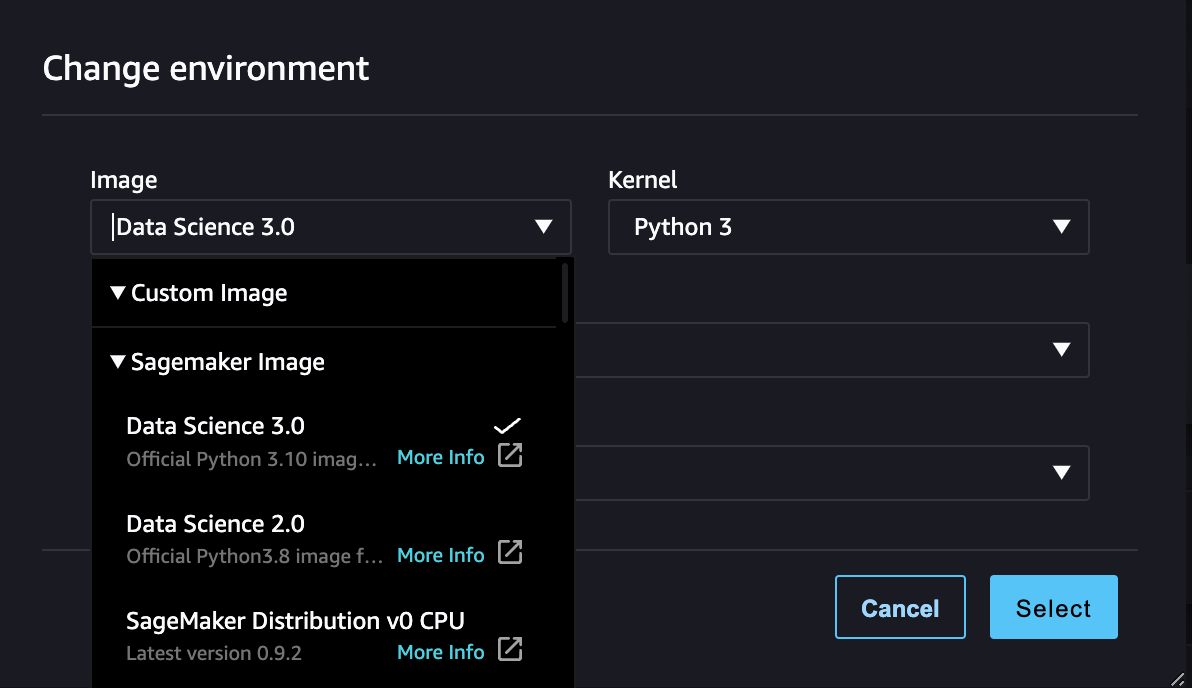 Change environment
Image
Kernel
Data Science 3.0
Python 3
Custom Image
Sagemaker Image
Data Science 3.0
Official Python 3.10 imag... More Info
Data Science 2.0
Official Python3.8 image f... More Info
SageMaker Distribution v0 CPU
Latest version 0.9.2 More Info
Cancel
Select